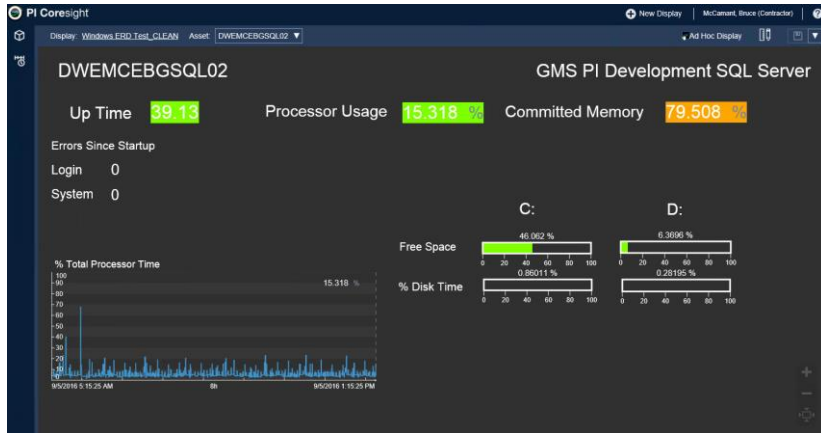 PI Coresight
New Display
McCamant, Bruce (Contractor)
?
Display: Windows ERD Test_CLEAN Asset: DWEMCEBGSQL02
Ad Hoc Display
DWEMCEBGSQL02
GMS PI Development SQL Server
Up Time 39.13
Processor Usage 15.318 %
Committed Memory 79.508 %
Errors Since Startup
Login 0
System 0
C:
D:
Free Space
46.062 %
0 20 40 60 80 100
6.3696 %
0 20 40 60 80 100
% Disk Time
0.86011 %
0 20 40 60 80 100
0.28195 %
0 20 40 60 80 100
% Total Processor Time
15.318 %
100
90
80
70
60
50
40
30
20
10
0
9/5/2016 5:15:25 AM
8h
9/5/2016 1:15:25 PM